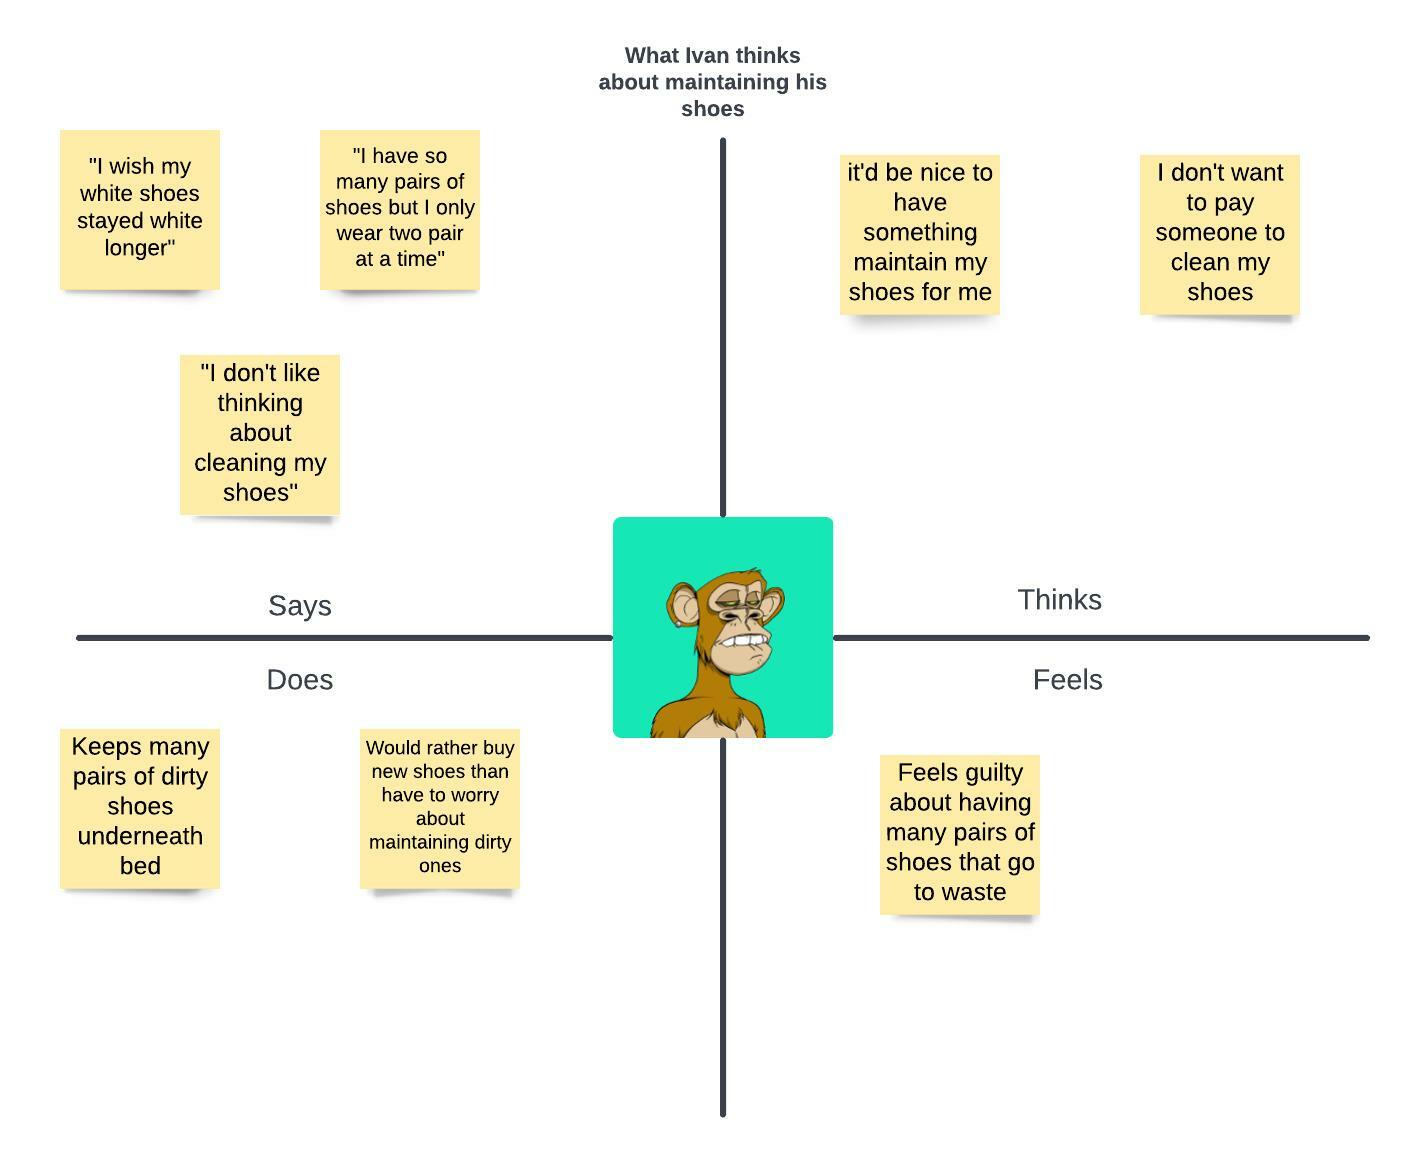 What Ivan thinks
about maintaining his
shoes
"I wish my
white shoes
stayed white
longer"
"I have so
many pairs of
shoes but I only
wear two pair
at a time"
"I don't like
thinking
about
cleaning my
shoes"
Says
it'd be nice to
have
something
maintain my
shoes for me
I don't want
to pay
someone to
clean my
shoes
Thinks
Does
Keeps many
pairs of dirty
shoes
underneath
bed
Would rather buy
new shoes than
have to worry
about
maintaining dirty
ones
Feels
Feels guilty
about having
many pairs of
shoes that go
to waste